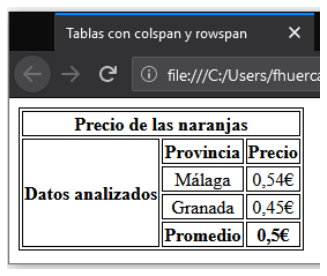 Tablas con colspan y rowspan
file:///C:/Users/fhuerca
Precio de las naranjas
Datos analizados
Provincia Precio
Málaga 0,54€
Granada 0,45€
Promedio 0,5€